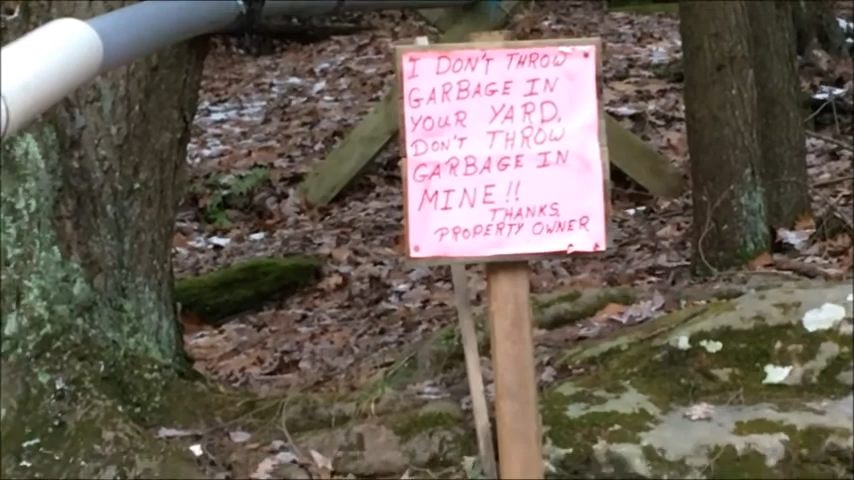 I DON'T THROW
GARBAGE IN
YOUR YARD.
DON'T THROW
GARBAGE IN
MINE!!
THANKS
PROPERTY OWNER